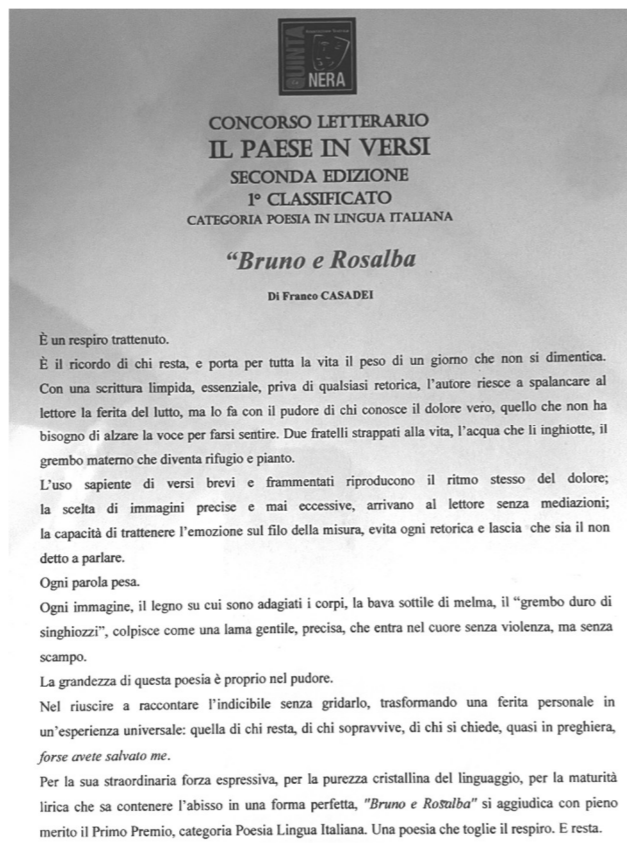 QUINTA
NERA
CONCORSO LETTERARIO
IL PAESE IN VERSI
SECONDA EDIZIONE
1° CLASSIFICATO
CATEGORIA POESIA IN LINGUA ITALIANA
“Bruno e Rosalba
Di Franco CASADEI
È un respiro trattenuto.
È il ricordo di chi resta, e porta per tutta la vita il peso di un giorno che non si dimentica.
Con una scrittura limpida, essenziale, priva di qualsiasi retorica, l’autore riesce a spalancare al
lettore la ferita del lutto, ma lo fa con il pudore di chi conosce il dolore vero, quello che non ha
bisogno di alzare la voce per farsi sentire. Due fratelli strappati alla vita, l’acqua che li inghiotte, il
grembo materno che diventa rifugio e pianto.
L’uso sapiente di versi brevi e frammentati riproducono il ritmo stesso del dolore;
la scelta di immagini precise e mai eccessive, arrivano al lettore senza mediazioni;
la capacità di trattenere l’emozione sul filo della misura, evita ogni retorica e lascia che sia il non
detto a parlare.
Ogni parola pesa.
Ogni immagine, il legno su cui sono adagiati i corpi, la bava sottile di melma, il “grembo duro di
singhiozzi”, colpisce come una lama gentile, precisa, che entra nel cuore senza violenza, ma senza
scampo.
La grandezza di questa poesia è proprio nel pudore.
Nel riuscire a raccontare l’indicibile senza gridarlo, trasformando una ferita personale in
un’esperienza universale: quella di chi resta, di chi sopravvive, di chi si chiede, quasi in preghiera,
forse avete salvato me.
Per la sua straordinaria forza espressiva, per la purezza cristallina del linguaggio, per la maturità
lirica che sa contenere l’abisso in una forma perfetta, "Bruno e Rosalba" si aggiudica con pieno
merito il Primo Premio, categoria Poesia Lingua Italiana. Una poesia che toglie il respiro. E resta.